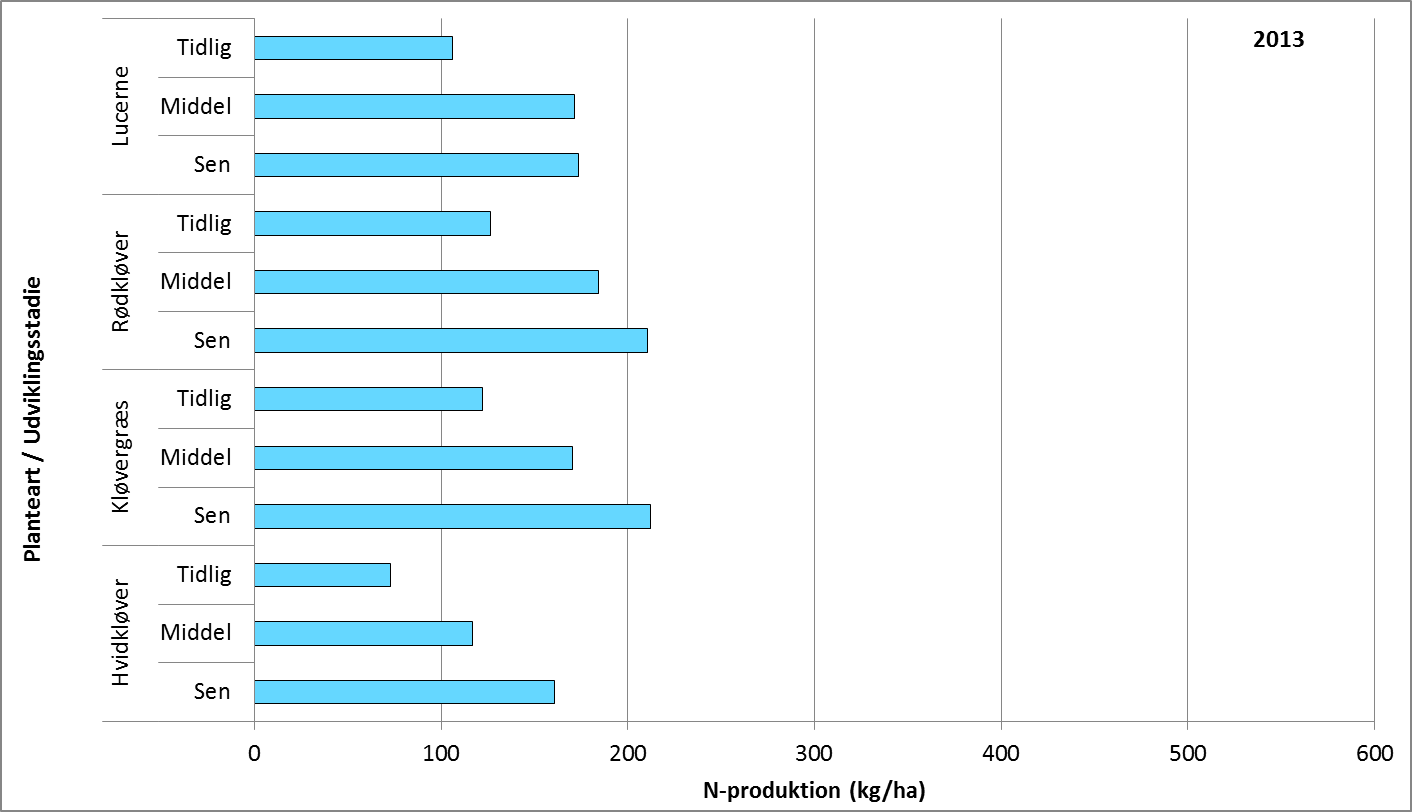 2013
Planteart / Udviklingsstadie
Lucerne
Tidlig
Middel
Sen
Rødkløver
Tidlig
Middel
Sen
Kløvergræs
Tidlig
Middel
Sen
Hvidkløver
Tidlig
Middel
Sen
0 100 200 300 400 500 600
N-produktion (kg/ha)